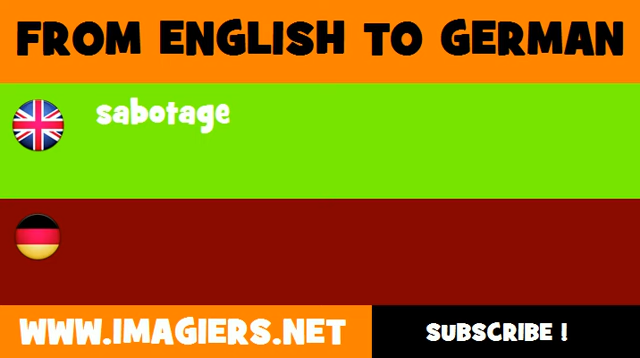 FROM ENGLISH TO GERMAN
sabotage
WWW.IMAGIERS.NET
SUBSCRIBE !